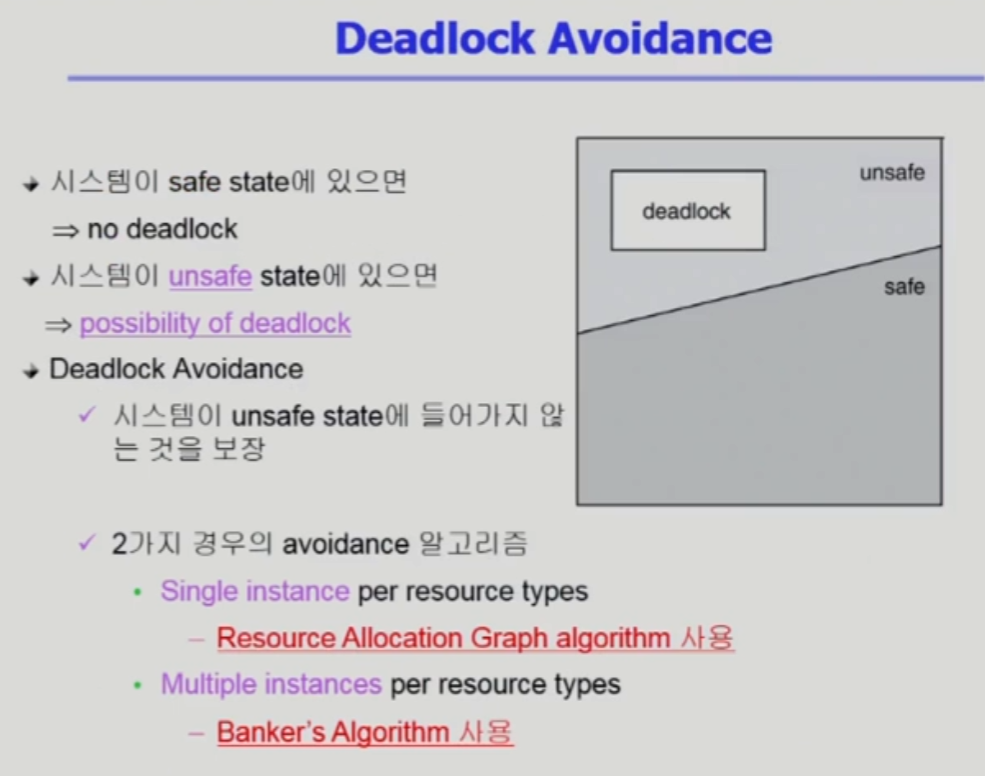 Deadlock Avoidance
시스템이 safe state에 있으면
⇒ no deadlock
시스템이 unsafe state에 있으면
⇒ possibility of deadlock
Deadlock Avoidance
✓ 시스템이 unsafe state에 들어가지 않
는 것을 보장
✓ 2가지 경우의 avoidance 알고리즘
• Single instance per resource types
– Resource Allocation Graph algorithm 사용
• Multiple instances per resource types
– Banker's Algorithm 사용
unsafe
deadlock
safe